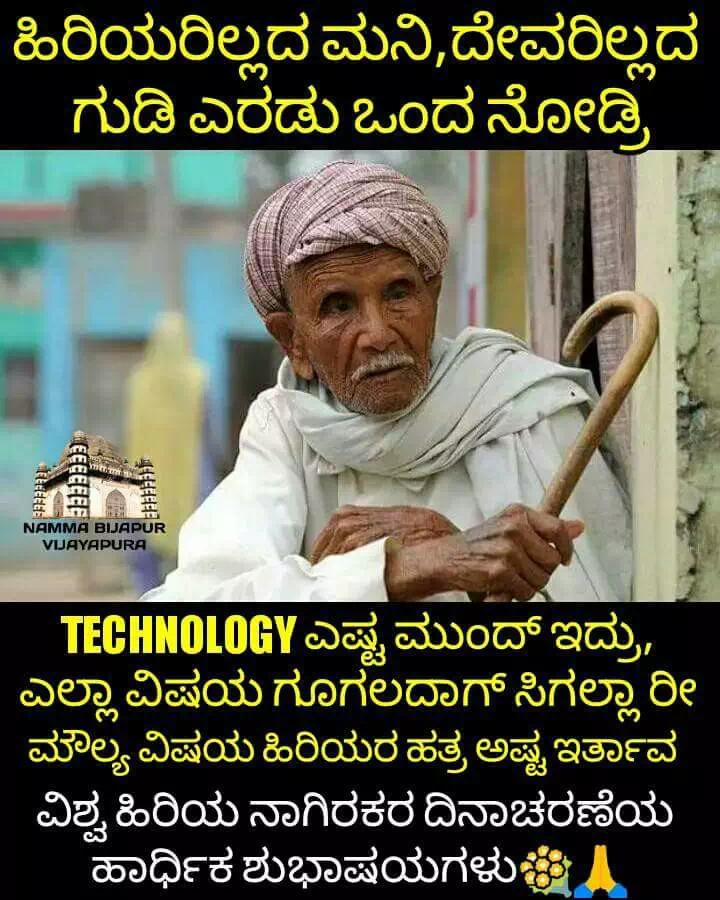 ಹಿರಿಯರಿಲ್ಲದ ಮನಿ,ದೇವರಿಲ್ಲದ
ಗುಡಿ ಎರಡು ಒಂದ ನೋಡ್ರಿ
NAMMA BIJAPUR
VIJAYAPURA
TECHNOLOGY ಎಷ್ಟ ಮುಂದ್ ಇದ್ರು,
ಎಲ್ಲಾ ವಿಷಯ ಗೂಗಲದಾಗ್ ಸಿಗಲ್ಲಾ ರೀ
ಮೌಲ್ಯ ವಿಷಯ ಹಿರಿಯರ ಹತ್ರ ಅಷ್ಟ ಇರ್ತಾವ
ವಿಶ್ವ ಹಿರಿಯ ನಾಗಿರಕರ ದಿನಾಚರಣೆಯ
ಹಾರ್ಧಿಕ ಶುಭಾಷಯಗಳು💐🙏